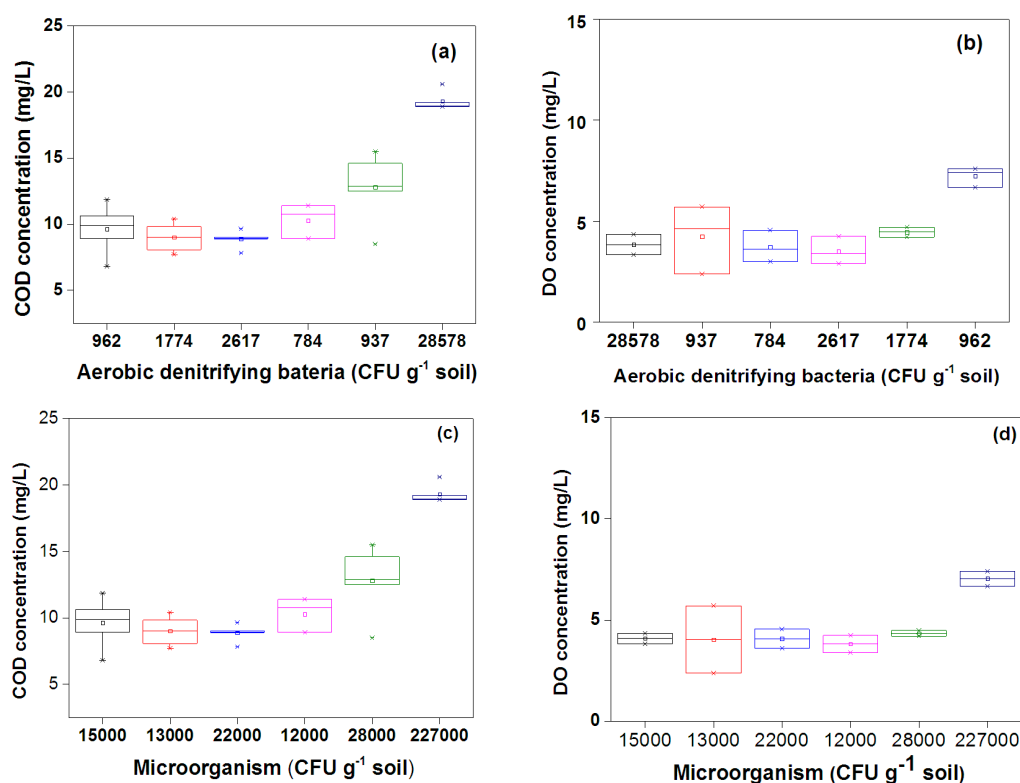 (a)
COD concentration (mg/L)
25
20
15
10
5
962 1774 2617 784 937 28578
Aerobic denitrifying bateria (CFU g⁻¹ soil)
(b)
DO concentration (mg/L)
15
10
5
0
28578 937 784 2617 1774 962
Aerobic denitrifying bacteria (CFU g⁻¹ soil)
(c)
COD concentration (mg/L)
25
20
15
10
5
15000 13000 22000 12000 28000 227000
Microorganism (CFU g⁻¹ soil)
(d)
DO concentration (mg/L)
15
10
5
0
15000 13000 22000 12000 28000 227000
Microorganism (CFU g⁻¹ soil)